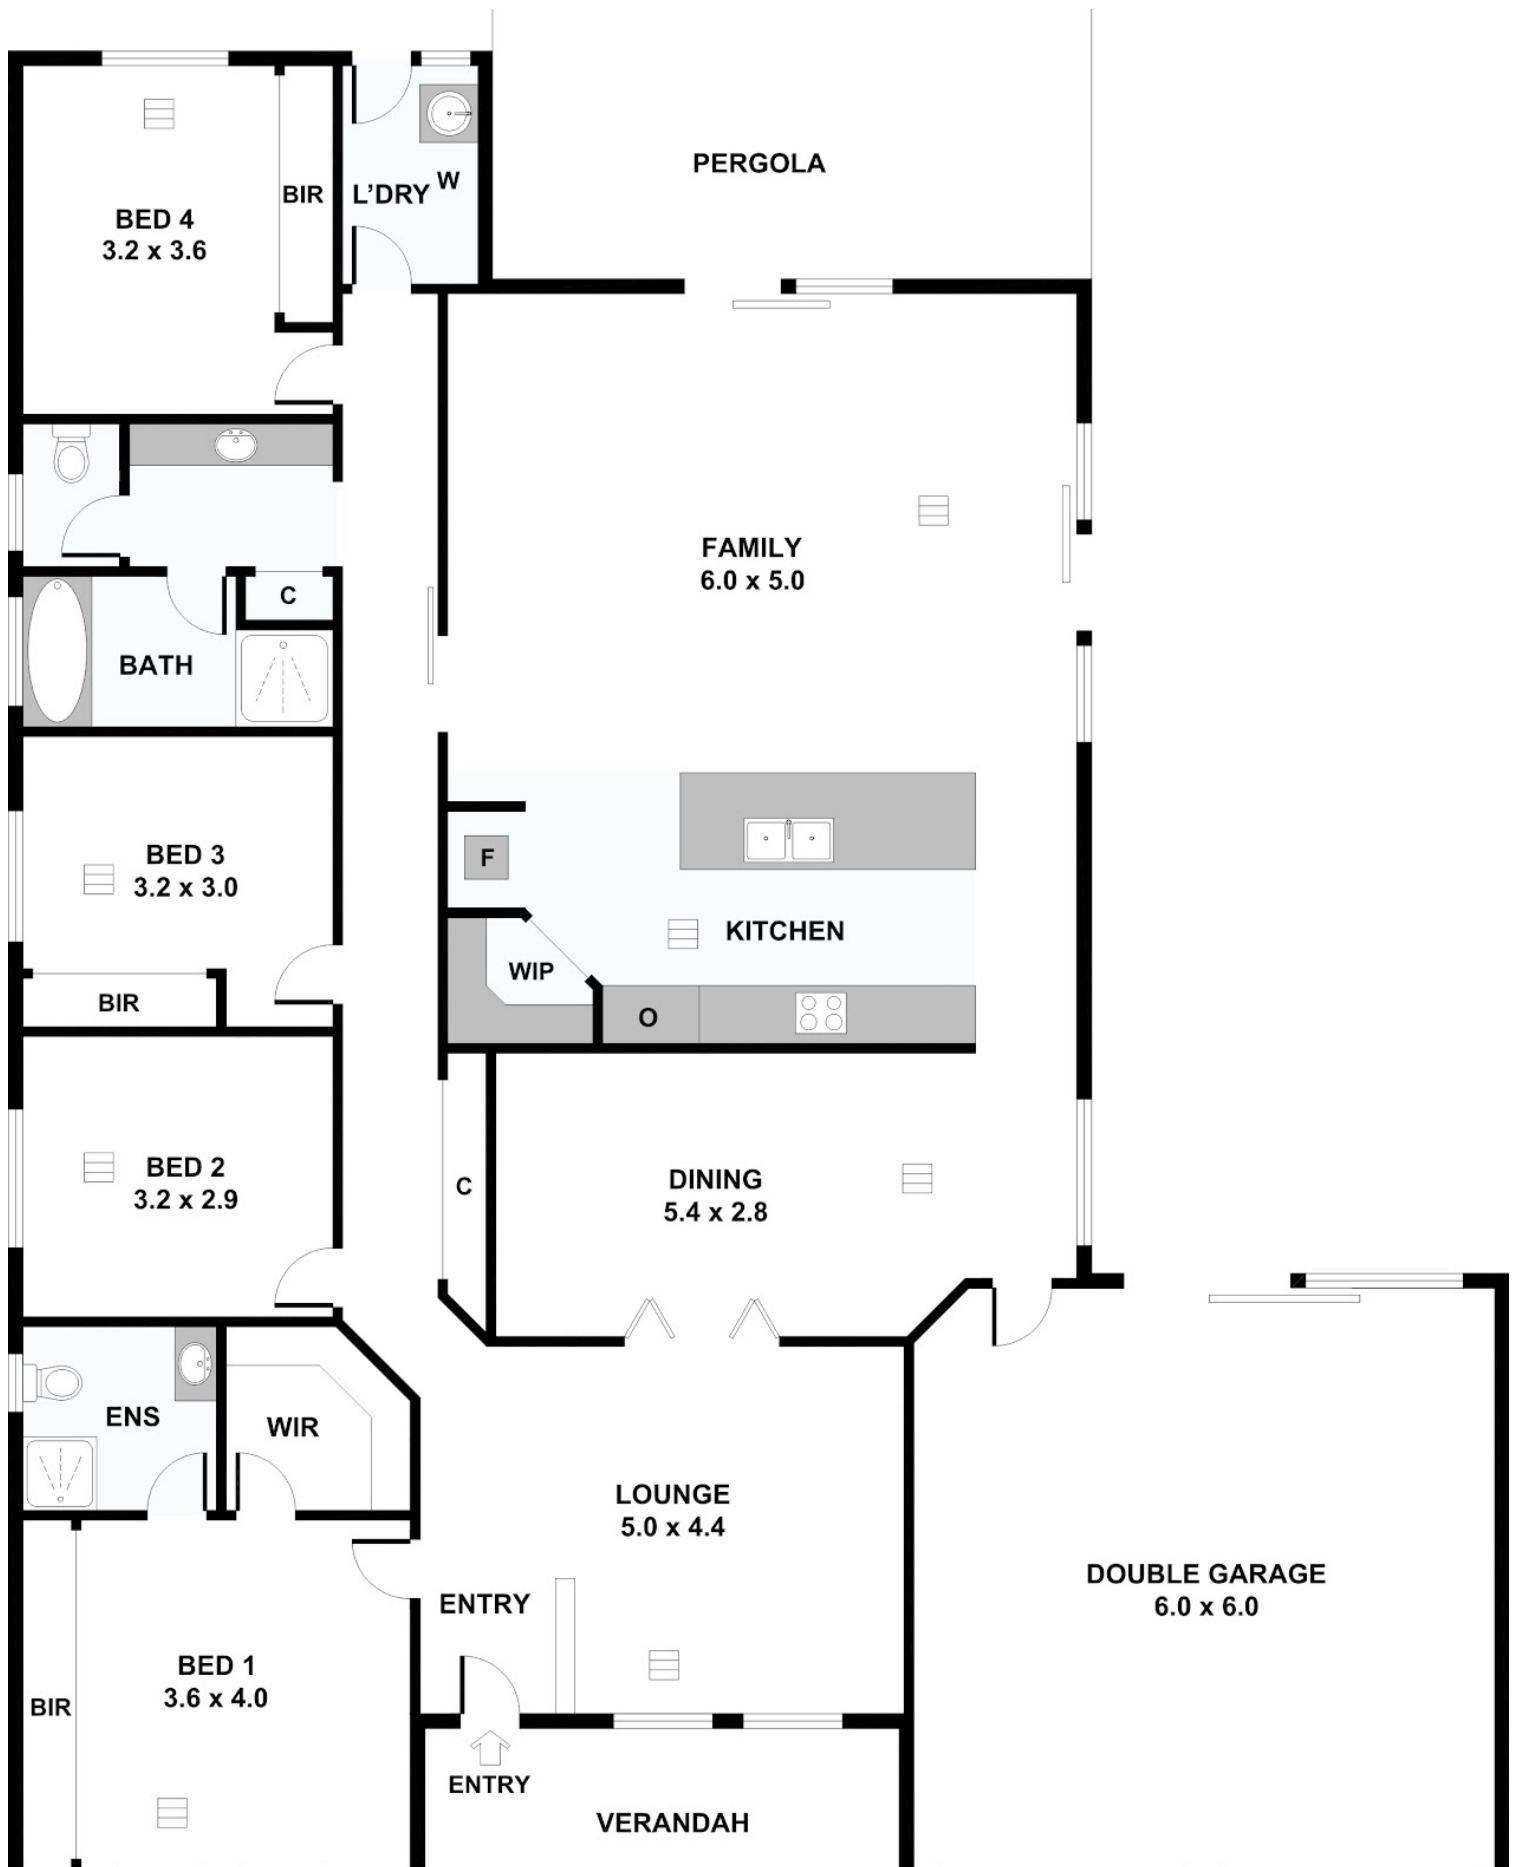 PERGOLA
BED 4
3.2 x 3.6
BIR
L'DRY
W
FAMILY
6.0 x 5.0
C
BATH
BED 3
3.2 x 3.0
BIR
F
KITCHEN
WIP
O
BED 2
3.2 x 2.9
C
DINING
5.4 x 2.8
ENS
WIR
LOUNGE
5.0 x 4.4
ENTRY
DOUBLE GARAGE
6.0 x 6.0
BED 1
3.6 x 4.0
BIR
ENTRY
VERANDAH